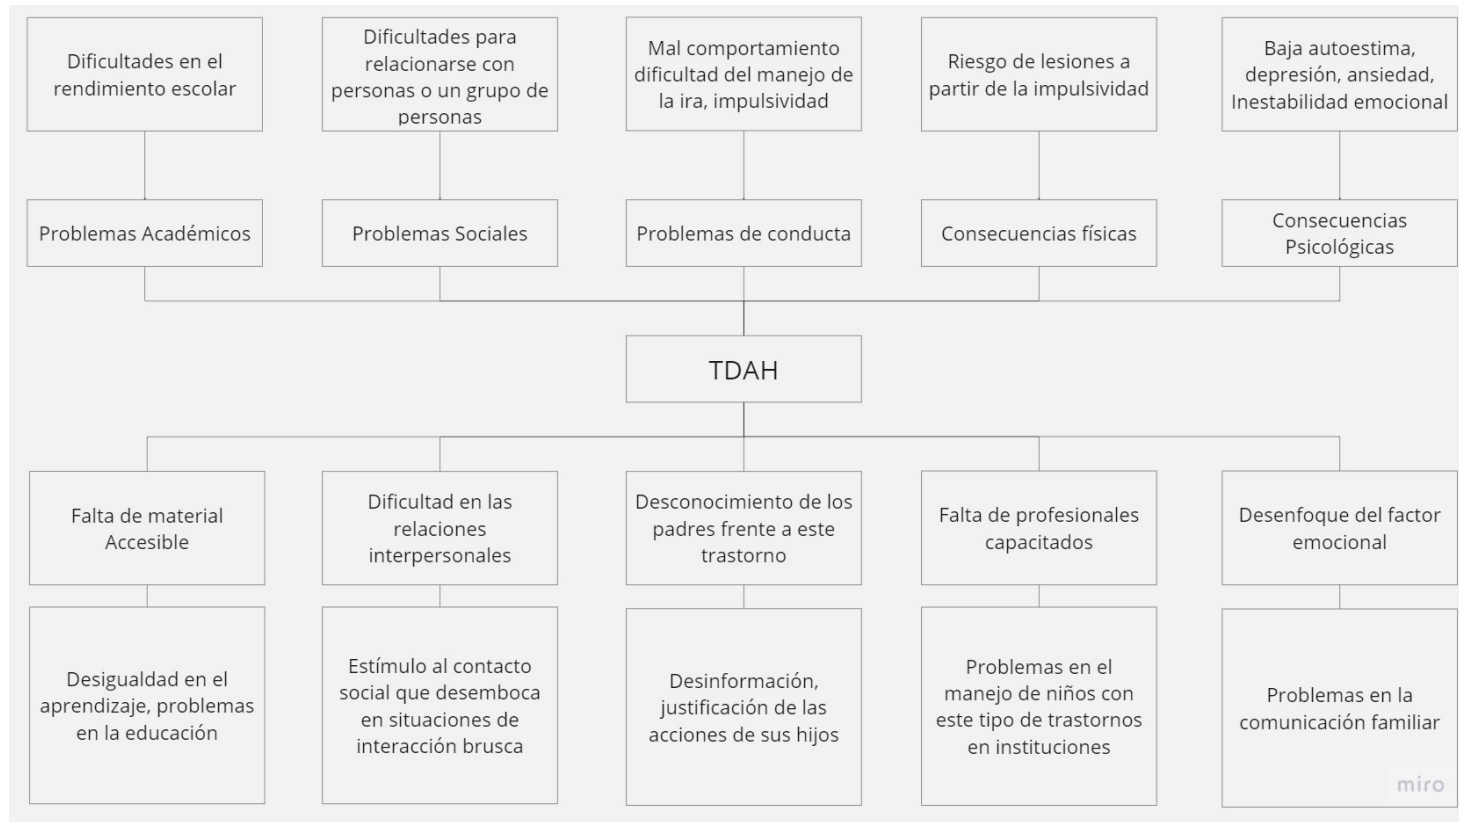 Dificultades en el
rendimiento escolar
Dificultades para
relacionarse con
personas o un grupo de
personas
Mal comportamiento
dificultad del manejo de
la ira, impulsividad
Riesgo de lesiones a
partir de la impulsividad
Baja autoestima,
depresión, ansiedad,
Inestabilidad emocional
Problemas Académicos
Problemas Sociales
Problemas de conducta
Consecuencias físicas
Consecuencias
Psicológicas
TDAH
Falta de material
Accesible
Dificultad en las
relaciones
interpersonales
Desconocimiento de los
padres frente a este
trastorno
Falta de profesionales
capacitados
Desenfoque del factor
emocional
Desigualdad en el
aprendizaje, problemas
en la educación
Estímulo al contacto
social que desemboca
en situaciones de
interacción brusca
Desinformación,
justificación de las
acciones de sus hijos
Problemas en el
manejo de niños con
este tipo de trastornos
en instituciones
Problemas en la
comunicación familiar
miro